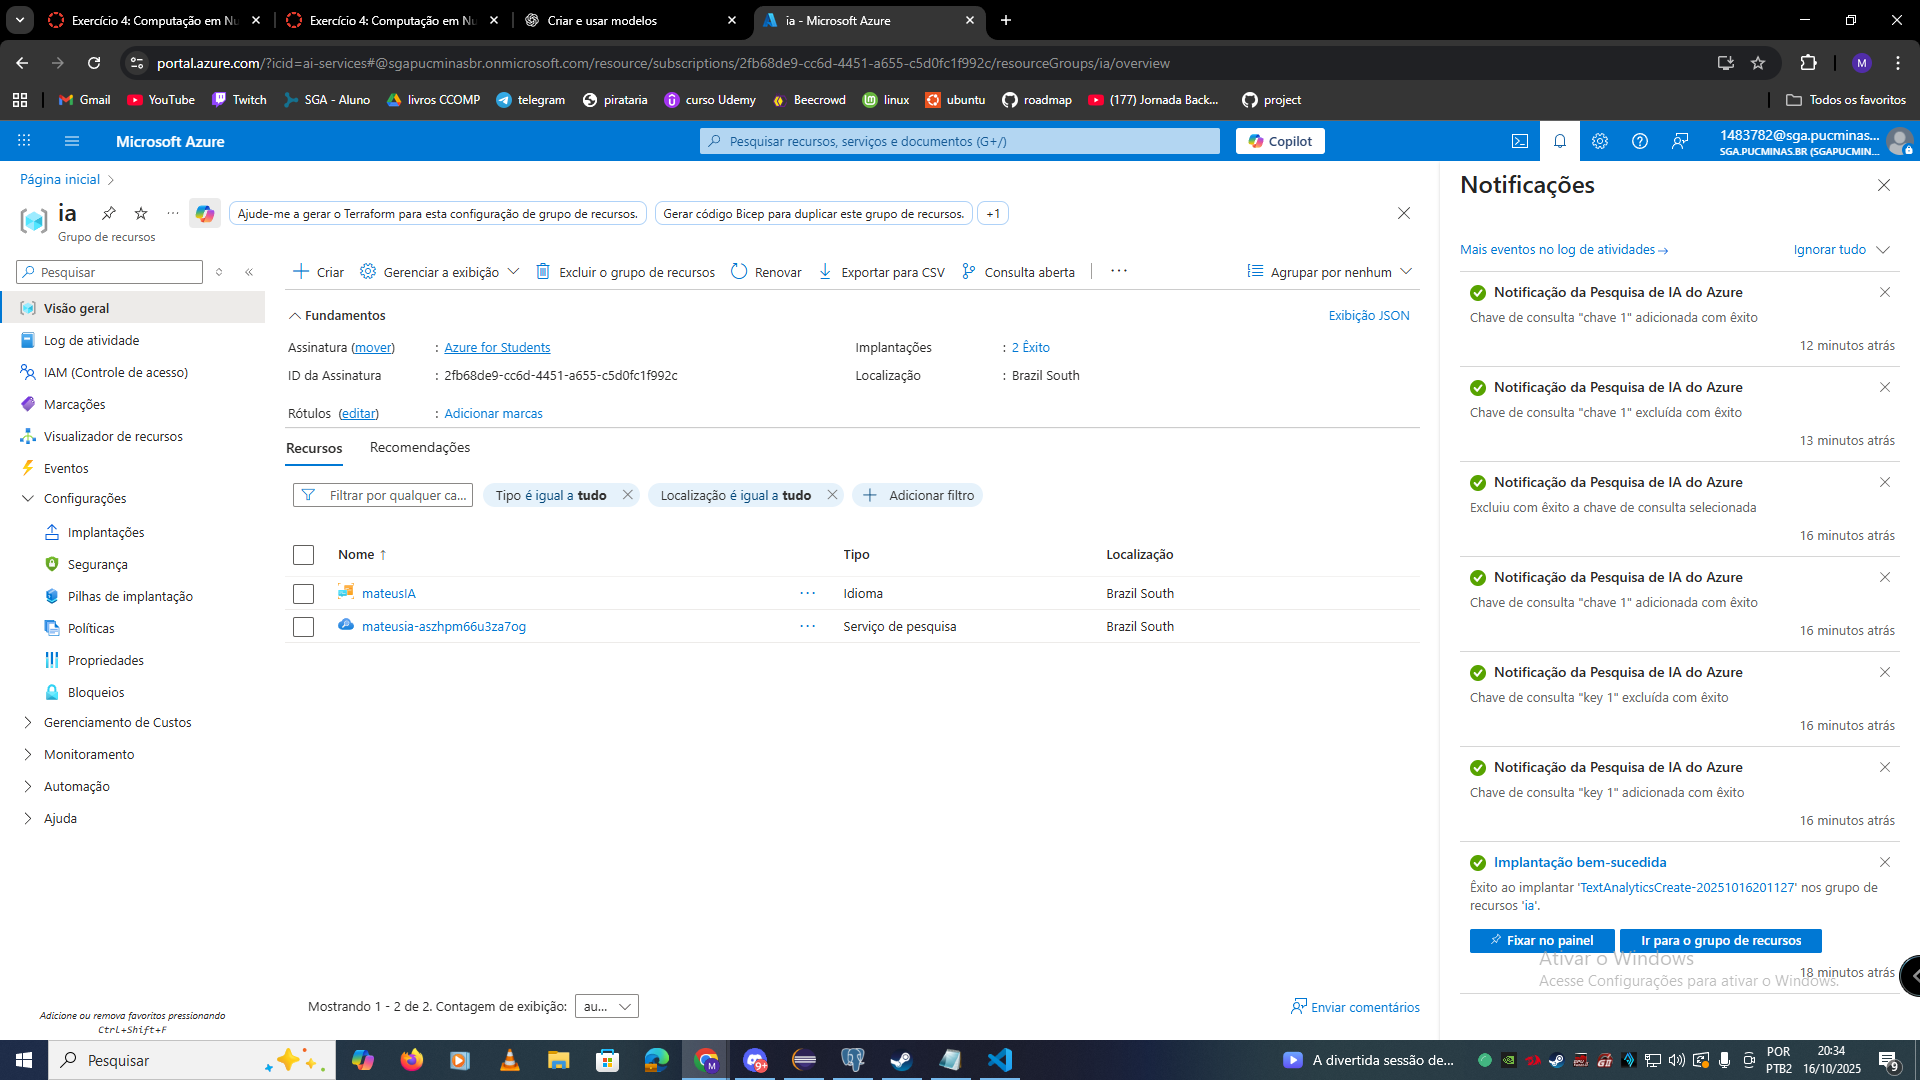 Exercício 4: Computação em Nu
Exercício 4: Computação em Nu
Criar e usar modelos
ia - Microsoft Azure
portal.azure.com/?icid=ai-services#@sgapucminasbr.onmicrosoft.com/resource/subscriptions/2fb68de9-cc6d-4451-a655-c5d0fc1f992c/resourceGroups/ia/overview
M
Gmail
YouTube
Twitch
SGA - Aluno
livros CCOMP
telegram
pirataria
curso Udemy
Beecrowd
linux
ubuntu
roadmap
(177) Jornada Back...
project
Todos os favoritos
Microsoft Azure
Pesquisar recursos, serviços e documentos (G+/)
Copilot
1483782@sga.pucminas...
SGA.PUCMINAS.BR (SGAPUCMIN...
Página inicial
ia
Grupo de recursos
Ajude-me a gerar o Terraform para esta configuração de grupo de recursos.
Gerar código Bicep para duplicar este grupo de recursos.
+1
Pesquisar
Visão geral
Log de atividade
IAM (Controle de acesso)
Marcações
Visualizador de recursos
Eventos
Configurações
Implantações
Segurança
Pilhas de implantação
Políticas
Propriedades
Bloqueios
Gerenciamento de Custos
Monitoramento
Automação
Ajuda
Adicione ou remova favoritos pressionando
Ctrl+Shift+F
Criar
Gerenciar a exibição
Excluir o grupo de recursos
Renovar
Exportar para CSV
Consulta aberta
Agrupar por nenhum
Fundamentos
Exibição JSON
Assinatura (mover) : Azure for Students
Implantações : 2 Êxito
ID da Assinatura : 2fb68de9-cc6d-4451-a655-c5d0fc1f992c
Localização : Brazil South
Rótulos (editar) : Adicionar marcas
Recursos
Recomendações
Filtrar por qualquer ca...
Tipo é igual a tudo
Localização é igual a tudo
Adicionar filtro
Nome ↑ Tipo Localização
mateusIA Idioma Brazil South
mateusia-aszhpm66u3za7og Serviço de pesquisa Brazil South
Mostrando 1 - 2 de 2. Contagem de exibição: au...
Enviar comentários
Notificações
Mais eventos no log de atividades →
Ignorar tudo
Notificação da Pesquisa de IA do Azure
Chave de consulta "chave 1" adicionada com êxito
12 minutos atrás
Notificação da Pesquisa de IA do Azure
Chave de consulta "chave 1" excluída com êxito
13 minutos atrás
Notificação da Pesquisa de IA do Azure
Excluiu com êxito a chave de consulta selecionada
16 minutos atrás
Notificação da Pesquisa de IA do Azure
Chave de consulta "chave 1" adicionada com êxito
16 minutos atrás
Notificação da Pesquisa de IA do Azure
Chave de consulta "key 1" excluída com êxito
16 minutos atrás
Notificação da Pesquisa de IA do Azure
Chave de consulta "key 1" adicionada com êxito
16 minutos atrás
Implantação bem-sucedida
Êxito ao implantar 'TextAnalyticsCreate-20251016201127' nos grupo de
recursos 'ia'.
Fixar no painel
Ir para o grupo de recursos
18 minutos atrás
Ativar o Windows
Acesse Configurações para ativar o Windows.
Pesquisar
M
9+
A divertida sessão de...
POR
PTB2
20:34
16/10/2025
9